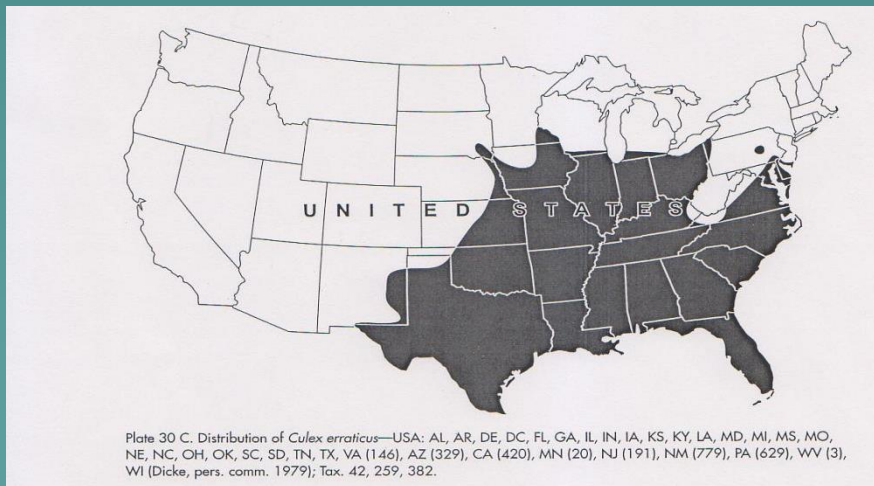 UNITED STATES
Plate 30 C. Distribution of Culex erraticus—USA: AL, AR, DE, DC, FL, GA, IL, IN, IA, KS, KY, LA, MD, MI, MS, MO,
NE, NC, OH, OK, SC, SD, TN, TX, VA (146), AZ (329), CA (420), MN (20), NJ (191), NM (779), PA (629), WV (3),
WI (Dicke, pers. comm. 1979); Tax. 42, 259, 382.